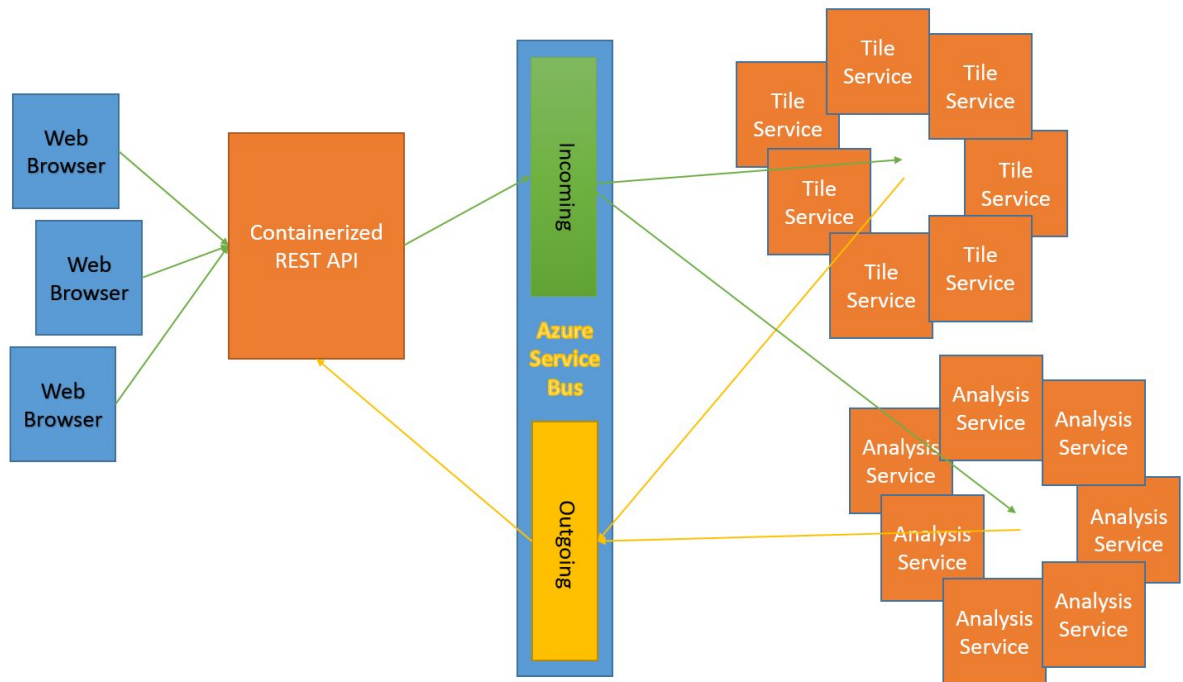 Web
Browser
Web
Browser
Web
Browser
Containerized
REST API
Incoming
Azure
Service
Bus
Outgoing
Tile
Service
Tile
Service
Tile
Service
Tile
Service
Tile
Service
Tile
Service
Tile
Service
Analysis
Service
Analysis
Service
Analysis
Service
Analysis
Service
Analysis
Service
Analysis
Service
Analysis
Service